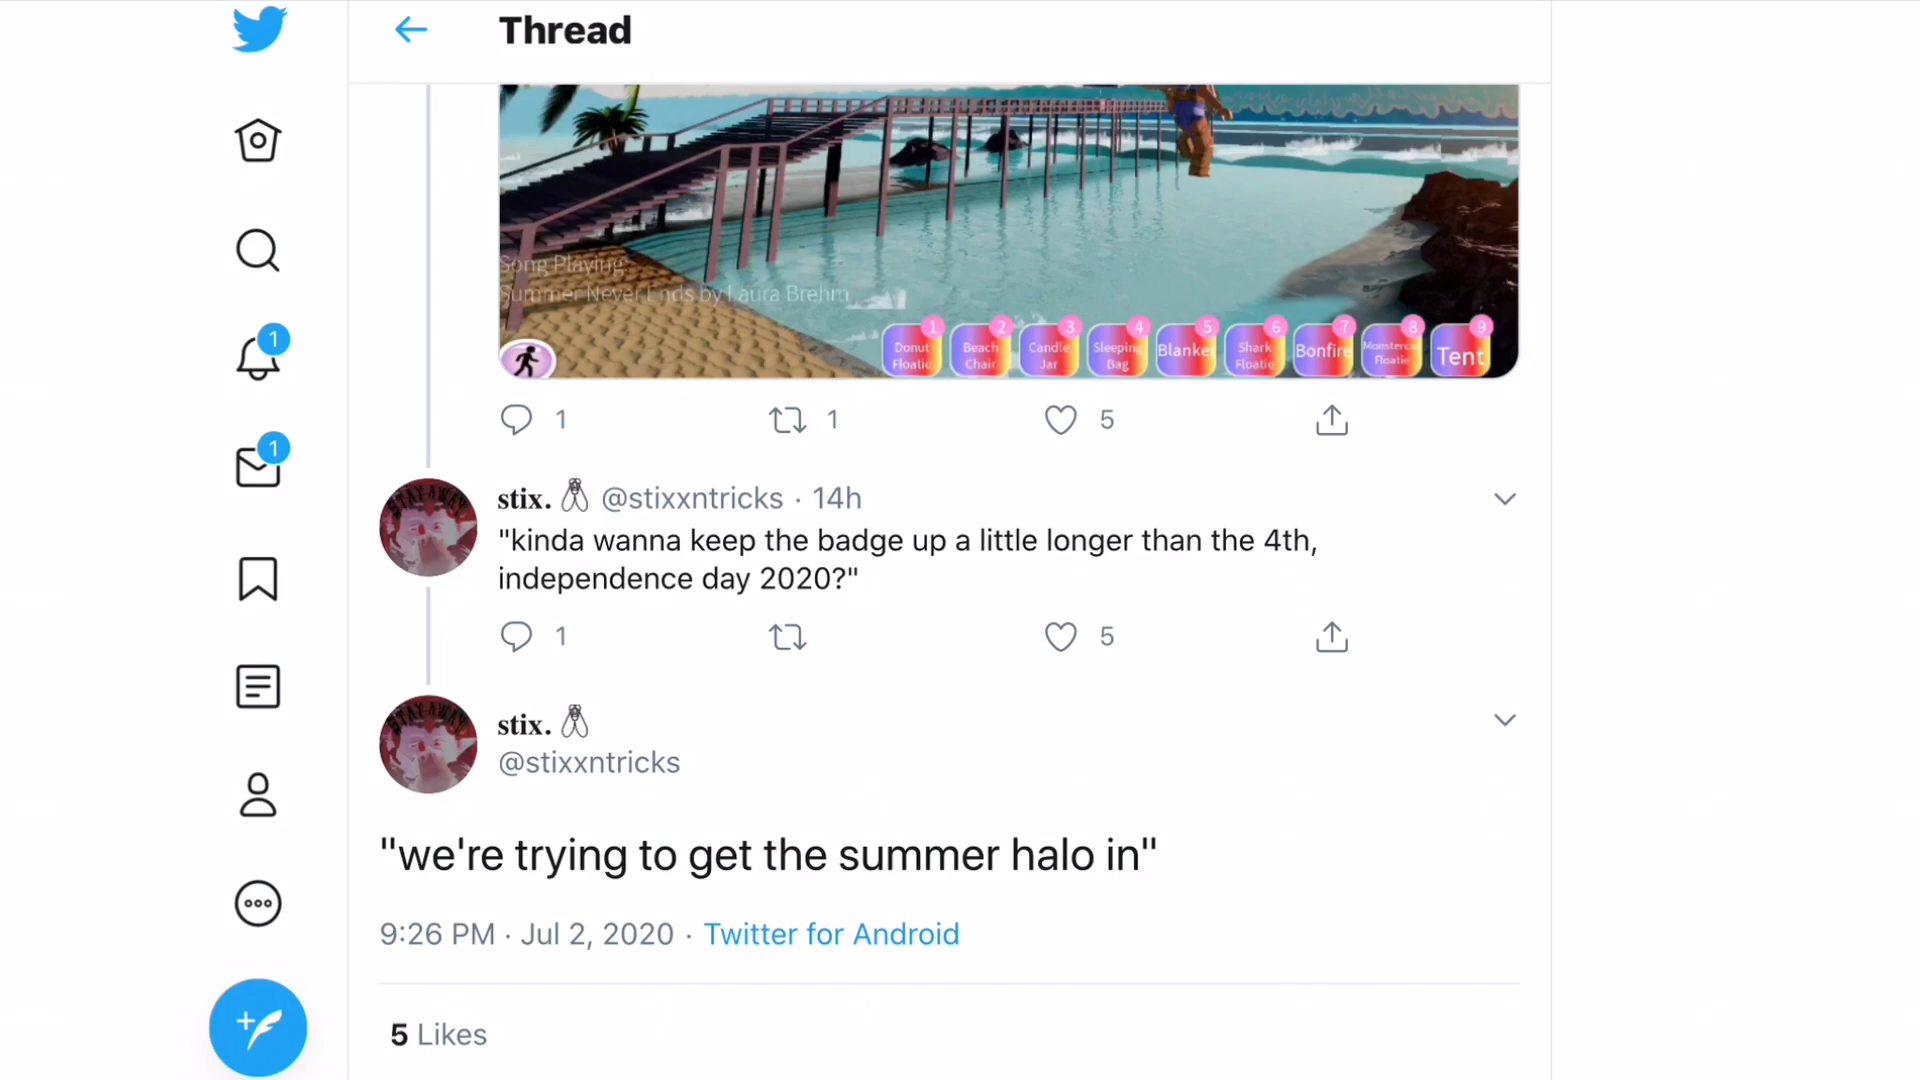 Thread
Song Playing
Summer Never Ends by Laura Brehm
1 2 3 4 5 6 7 8 9
Donut Floatie
Beach Chair
Candle Jar
Sleeping Bag
Blanket
Shark Floatie
Bonfire
Monstercat Floatie
Tent
1 1 5
1
1
stix. @stixxntricks · 14h
"kinda wanna keep the badge up a little longer than the 4th,
independence day 2020?"
1 5
STAY AWAY
stix.
@stixxntricks
"we're trying to get the summer halo in"
9:26 PM · Jul 2, 2020 · Twitter for Android
5 Likes